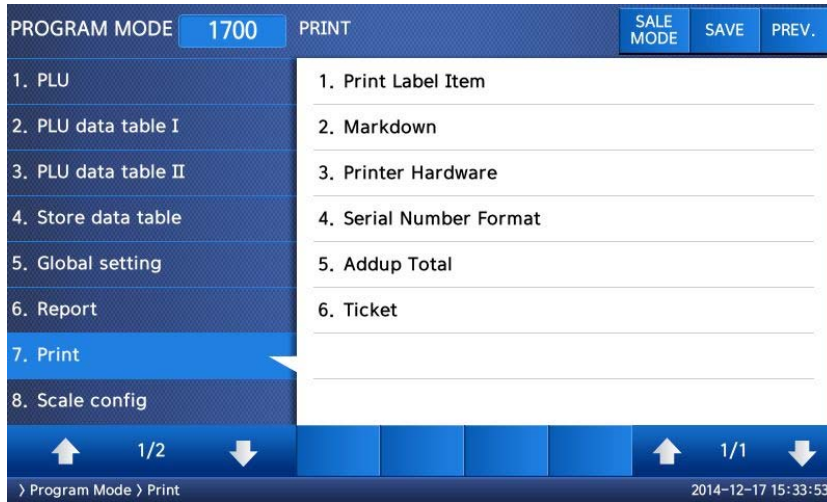 PROGRAM MODE 1700 PRINT SALE MODE SAVE PREV.
1. PLU
2. PLU data table I
3. PLU data table II
4. Store data table
5. Global setting
6. Report
7. Print
8. Scale config
1. Print Label Item
2. Markdown
3. Printer Hardware
4. Serial Number Format
5. Addup Total
6. Ticket
1/2
1/1
> Program Mode > Print
2014-12-17 15:33:53